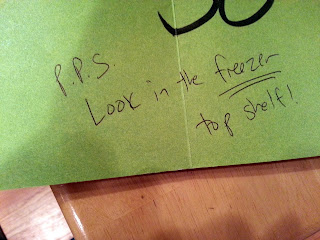 P.P.S.
Look in the freezer
top shelf!